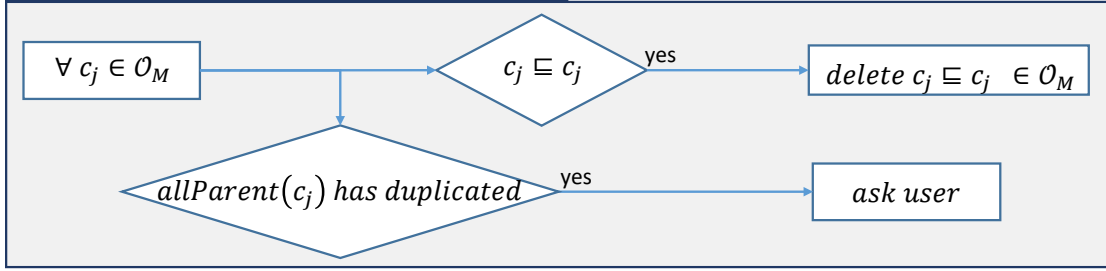 ∀ c_j ∈ 𝒪_M
c_j ⊑ c_j
yes
delete c_j ⊑ c_j ∈ 𝒪_M
allParent(c_j) has duplicated
yes
ask user